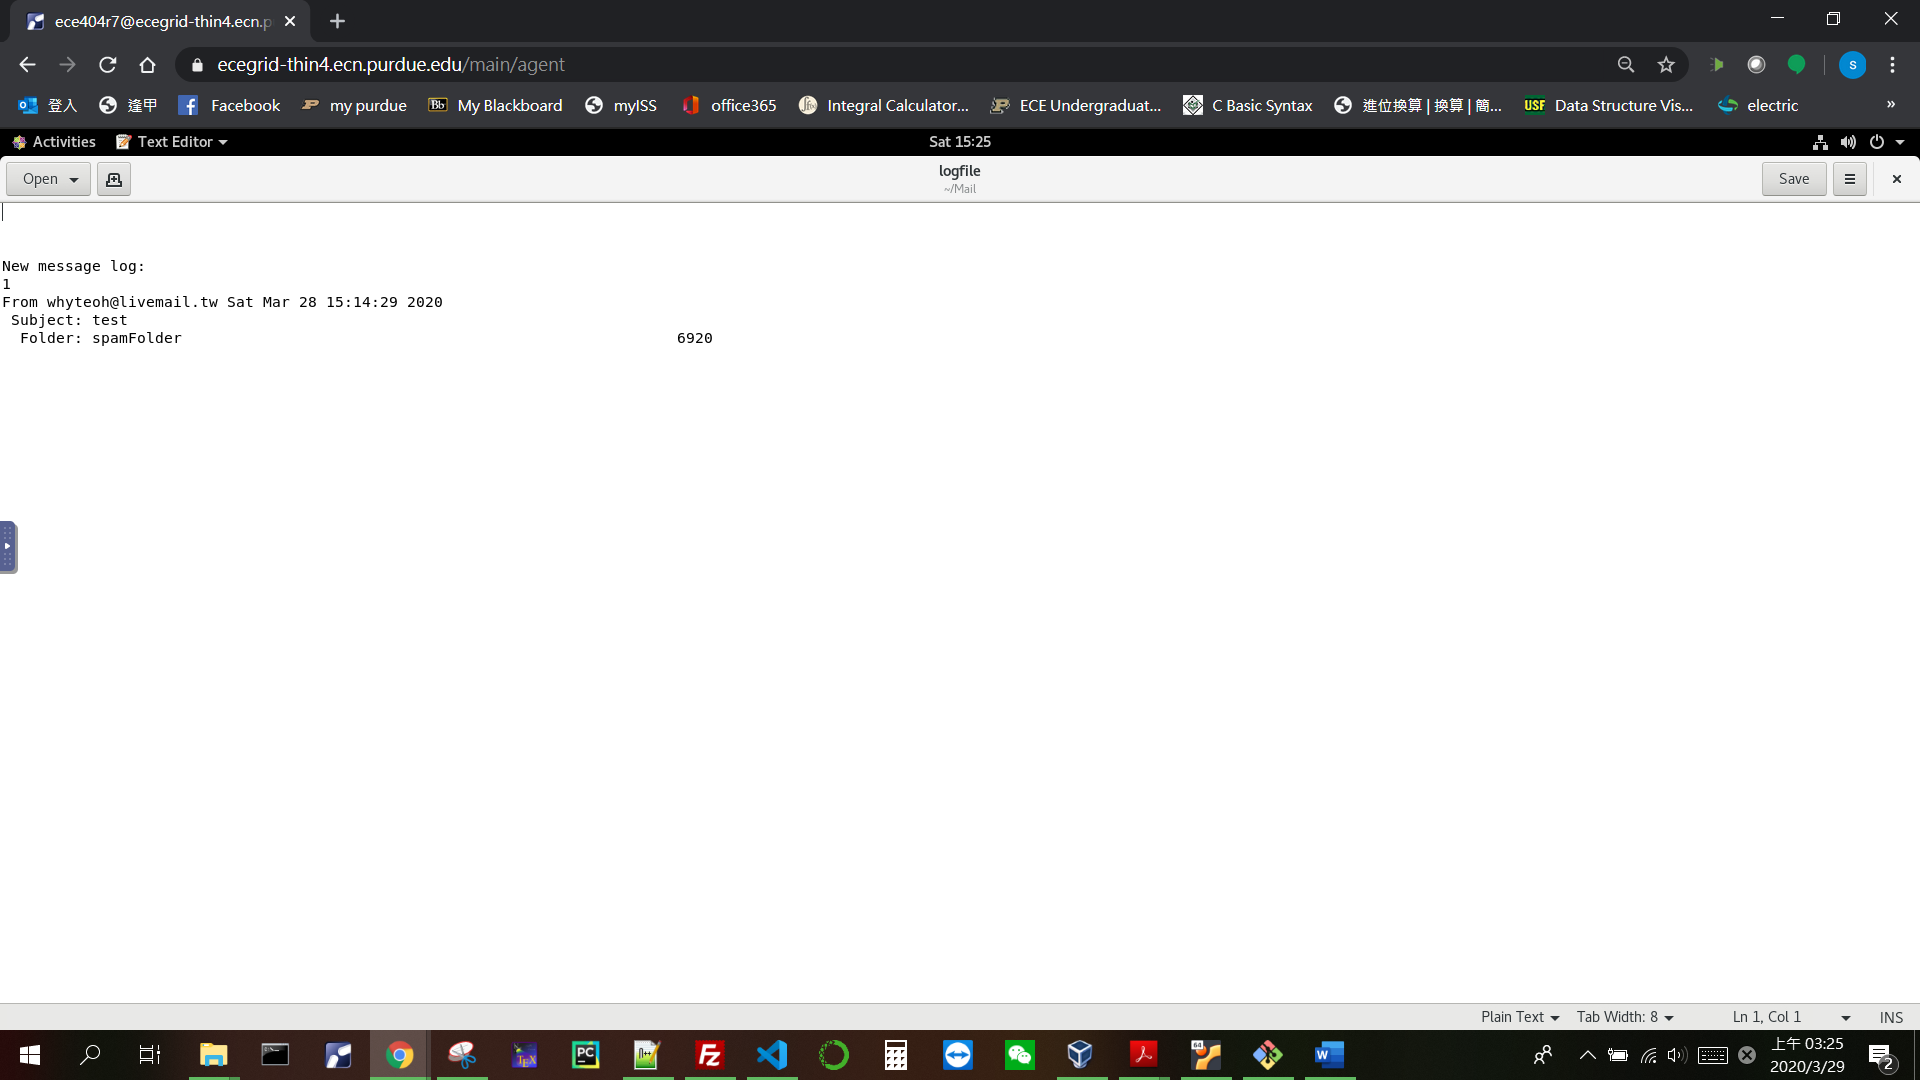 ece404r7@ecegrid-thin4.ecn.p
ecegrid-thin4.ecn.purdue.edu/main/agent
s
登入 逢甲 Facebook my purdue Bb My Blackboard myISS office365 Integral Calculator... ECE Undergraduat... C Basic Syntax 進位換算 | 換算 | 簡... USF Data Structure Vis... electric »
Activities Text Editor Sat 15:25
Open logfile Save
~/Mail
New message log:
1
From whyteoh@livemail.tw Sat Mar 28 15:14:29 2020
Subject: test
Folder: spamFolder 6920
Plain Text Tab Width: 8 Ln 1, Col 1 INS
上午 03:25
2020/3/29
2